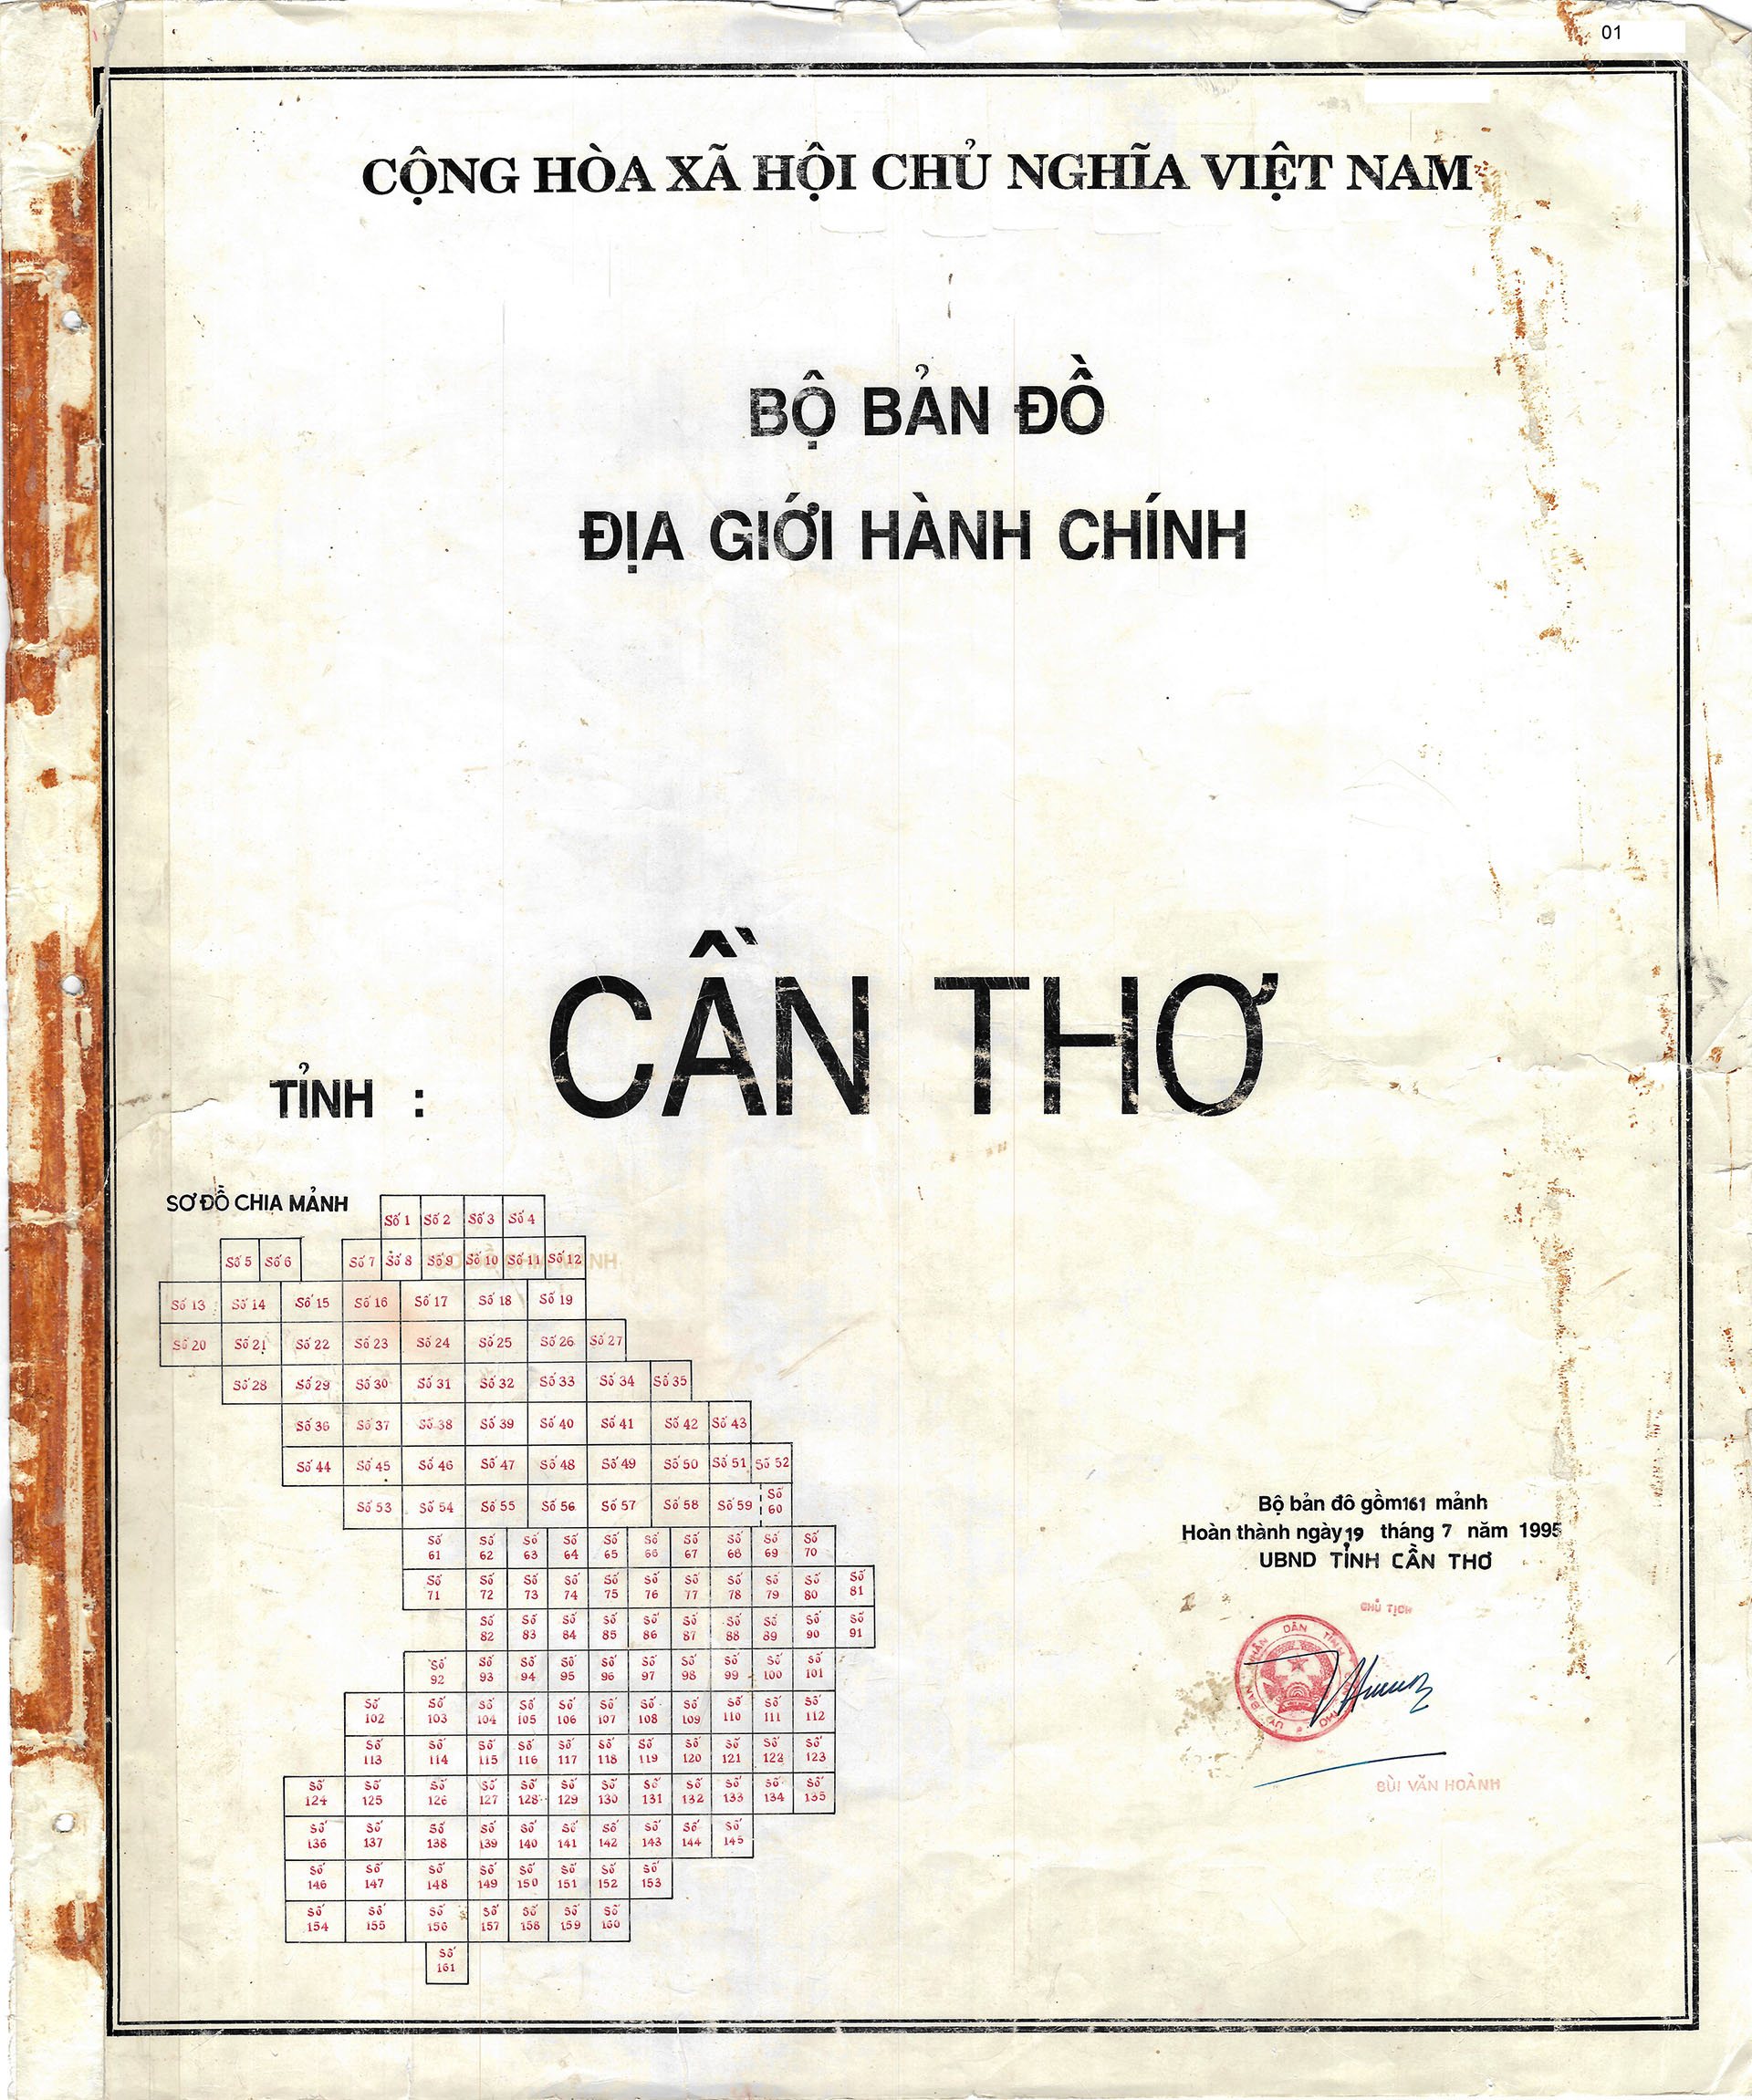 01
CỘNG HÒA XÃ HỘI CHỦ NGHĨA VIỆT NAM
BỘ BẢN ĐỒ
ĐỊA GIỚI HÀNH CHÍNH
TỈNH : CẦN THƠ
SƠ ĐỒ CHIA MẢNH
Số 1 Số 2 Số 3 Số 4
Số 5 Số 6 Số 7 Số 8 Số 9 Số 10 Số 11 Số 12
Số 13 Số 14 Số 15 Số 16 Số 17 Số 18 Số 19
Số 20 Số 21 Số 22 Số 23 Số 24 Số 25 Số 26 Số 27
Số 28 Số 29 Số 30 Số 31 Số 32 Số 33 Số 34 Số 35
Số 36 Số 37 Số 38 Số 39 Số 40 Số 41 Số 42 Số 43
Số 44 Số 45 Số 46 Số 47 Số 48 Số 49 Số 50 Số 51 Số 52
Số 53 Số 54 Số 55 Số 56 Số 57 Số 58 Số 59 Số 60
Số 61 Số 62 Số 63 Số 64 Số 65 Số 66 Số 67 Số 68 Số 69 Số 70
Số 71 Số 72 Số 73 Số 74 Số 75 Số 76 Số 77 Số 78 Số 79 Số 80 Số 81
Số 82 Số 83 Số 84 Số 85 Số 86 Số 87 Số 88 Số 89 Số 90 Số 91
Số 92 Số 93 Số 94 Số 95 Số 96 Số 97 Số 98 Số 99 Số 100 Số 101
Số 102 Số 103 Số 104 Số 105 Số 106 Số 107 Số 108 Số 109 Số 110 Số 111 Số 112
Số 113 Số 114 Số 115 Số 116 Số 117 Số 118 Số 119 Số 120 Số 121 Số 122 Số 123
Số 124 Số 125 Số 126 Số 127 Số 128 Số 129 Số 130 Số 131 Số 132 Số 133 Số 134 Số 135
Số 136 Số 137 Số 138 Số 139 Số 140 Số 141 Số 142 Số 143 Số 144 Số 145
Số 146 Số 147 Số 148 Số 149 Số 150 Số 151 Số 152 Số 153
Số 154 Số 155 Số 156 Số 157 Số 158 Số 159 Số 160
Số 161
Bộ bản đô gồm 161 mảnh
Hoàn thành ngày 19 tháng 7 năm 1995
UBND TỈNH CẦN THƠ
CHỦ TỊCH
BÙI VĂN HOÀNH